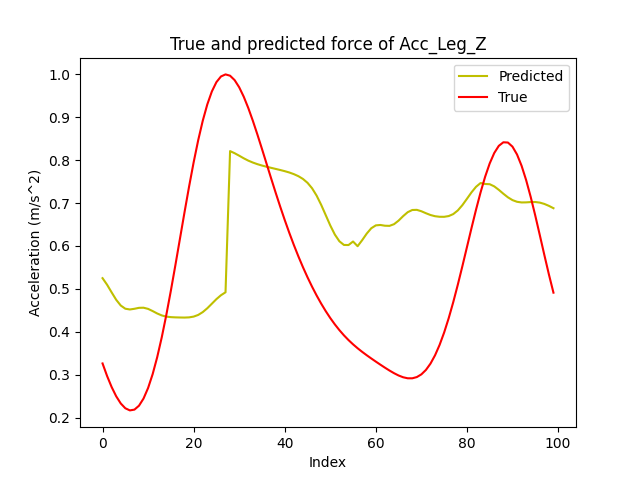 True and predicted force of Acc_Leg_Z
Predicted
True
1.0
0.9
0.8
0.7
0.6
0.5
0.4
0.3
0.2
Acceleration (m/s^2)
0 20 40 60 80 100
Index